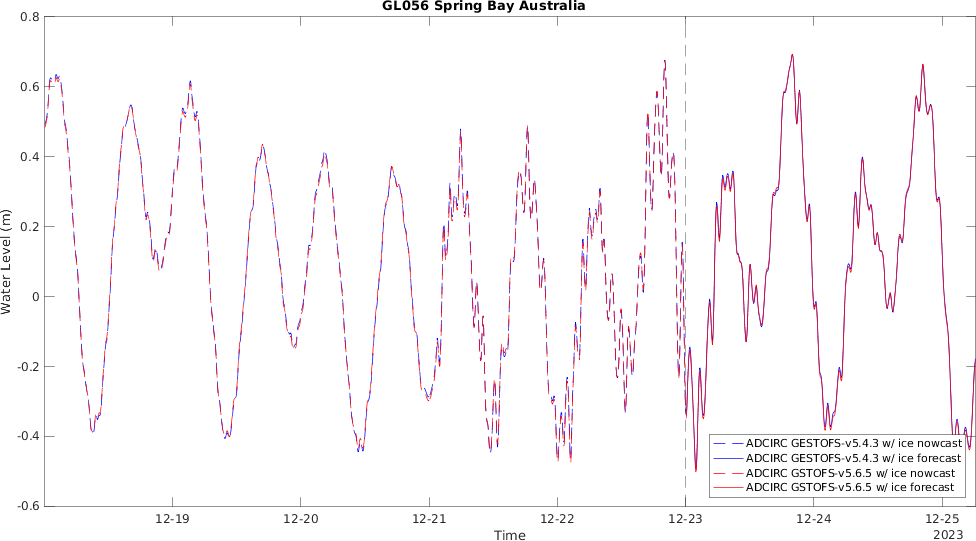 GL056 Spring Bay Australia
0.8
0.6
0.4
0.2
0
-0.2
-0.4
-0.6
Water Level (m)
12-19
12-20
12-21
12-22
12-23
12-24
12-25
Time
2023
ADCIRC GESTOFS-v5.4.3 w/ ice nowcast
ADCIRC GESTOFS-v5.4.3 w/ ice forecast
ADCIRC GSTOFS-v5.6.5 w/ ice nowcast
ADCIRC GSTOFS-v5.6.5 w/ ice forecast